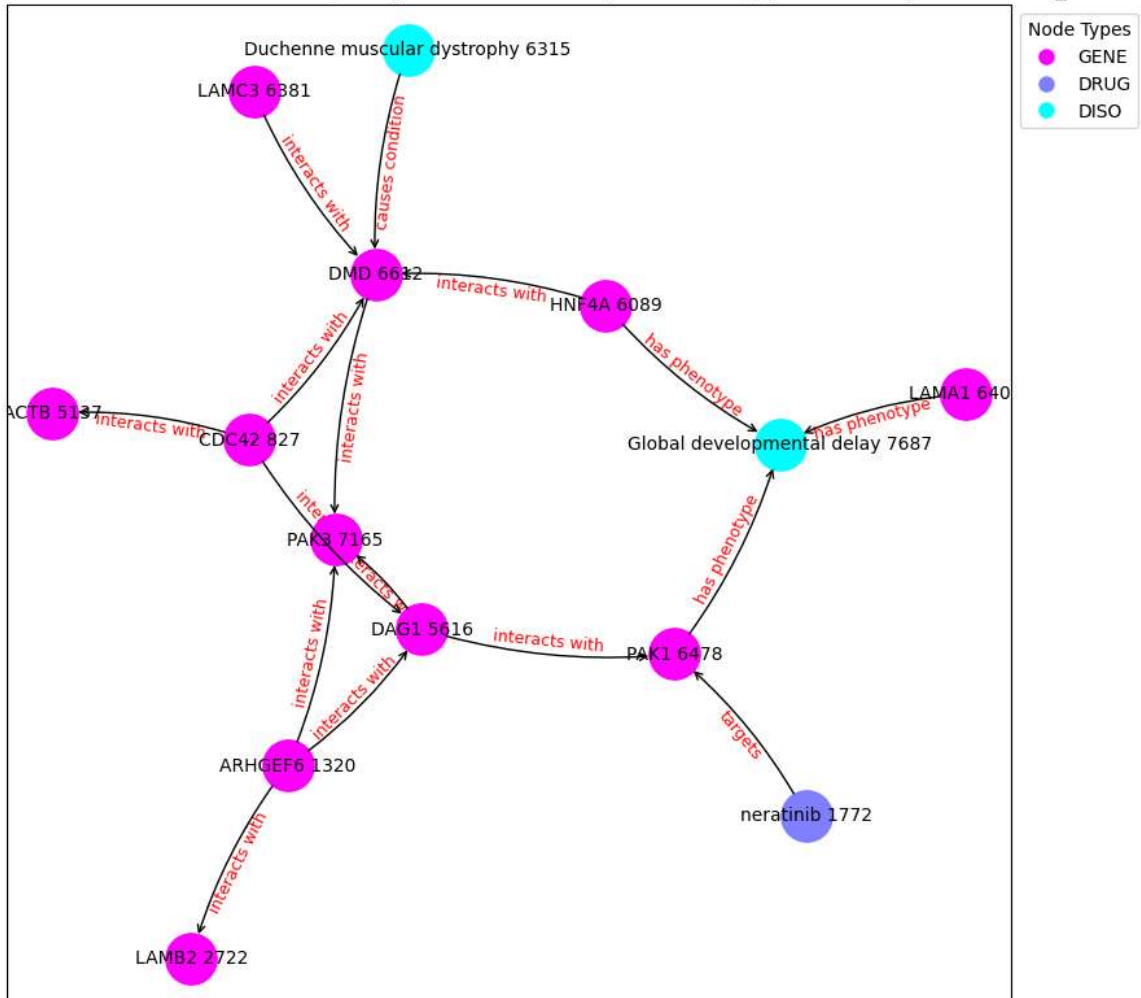 Node Types
GENE
DRUG
DISO
Duchenne muscular dystrophy 6315
LAMC3 6381
interacts with
causes condition
DMD 6612
interacts with
HNF4A 6089
interacts with
has phenotype
interacts with
LAMA1 640
has phenotype
ACTB 5137
interacts with
CDC42 827
Global developmental delay 7687
PAK3 7165
has phenotype
interacts with
DAG1 5616
interacts with
PAK1 6478
interacts with
targets
ARHGEF6 1320
neratinib 1772
interacts with
LAMB2 2722